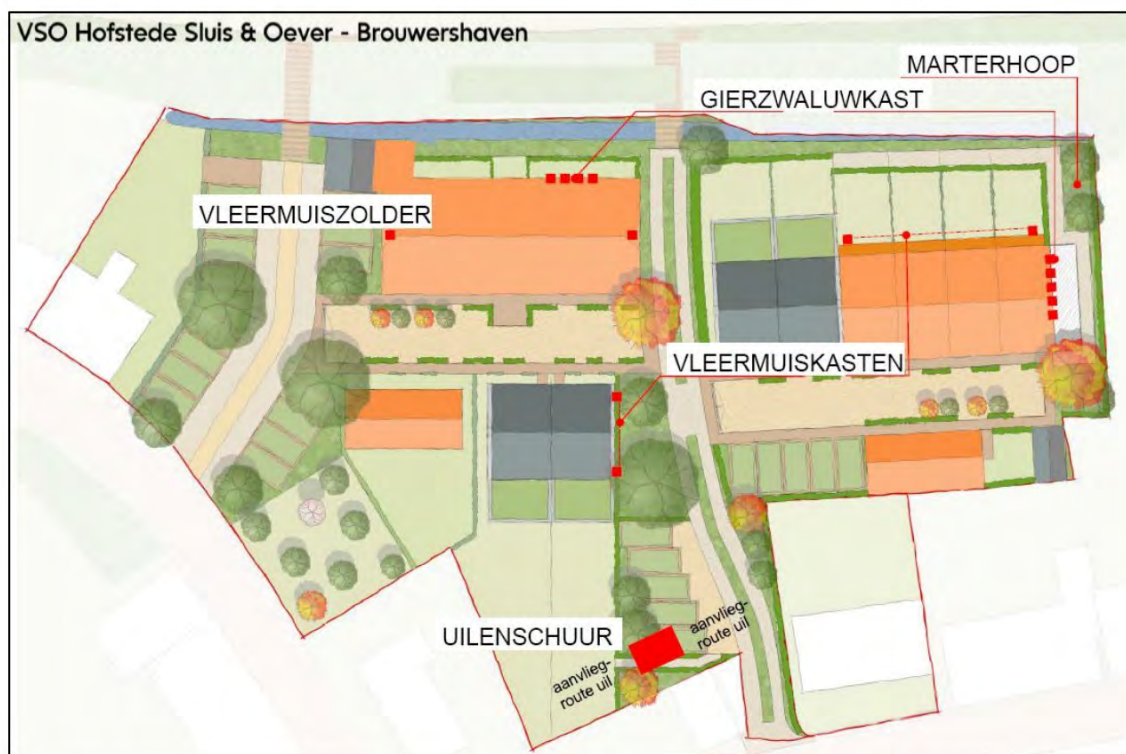 VSO Hofstede Sluis & Oever - Brouwershaven
MARTERHOOP
GIERZWALUWKAST
VLEERMUISZOLDER
VLEERMUISKASTEN
UILENSCHUUR
aanvlieg-
route uil
aanvlieg-
route uil